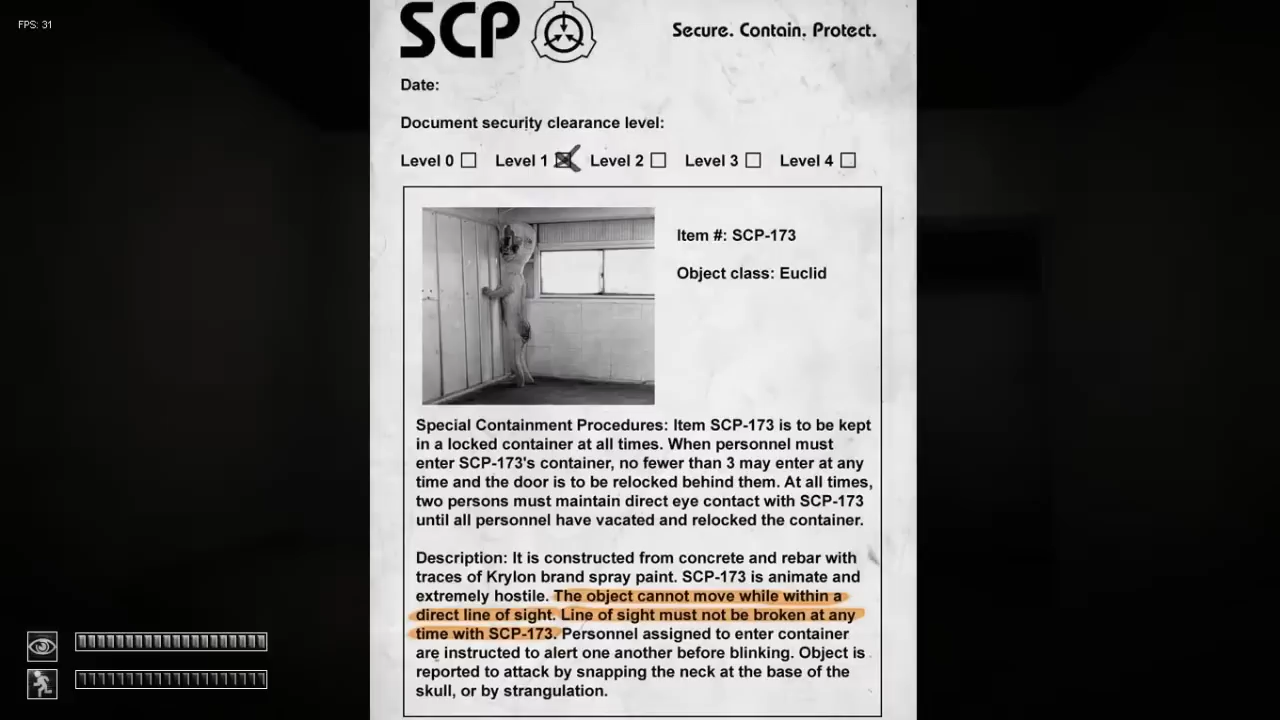 FPS: 31
SCP
Secure. Contain. Protect.
Date:
Document security clearance level:
Level 0 Level 1 Level 2 Level 3 Level 4
Item #: SCP-173
Object class: Euclid
Special Containment Procedures: Item SCP-173 is to be kept
in a locked container at all times. When personnel must
enter SCP-173's container, no fewer than 3 may enter at any
time and the door is to be relocked behind them. At all times,
two persons must maintain direct eye contact with SCP-173
until all personnel have vacated and relocked the container.
Description: It is constructed from concrete and rebar with
traces of Krylon brand spray paint. SCP-173 is animate and
extremely hostile. The object cannot move while within a
direct line of sight. Line of sight must not be broken at any
time with SCP-173. Personnel assigned to enter container
are instructed to alert one another before blinking. Object is
reported to attack by snapping the neck at the base of the
skull, or by strangulation.